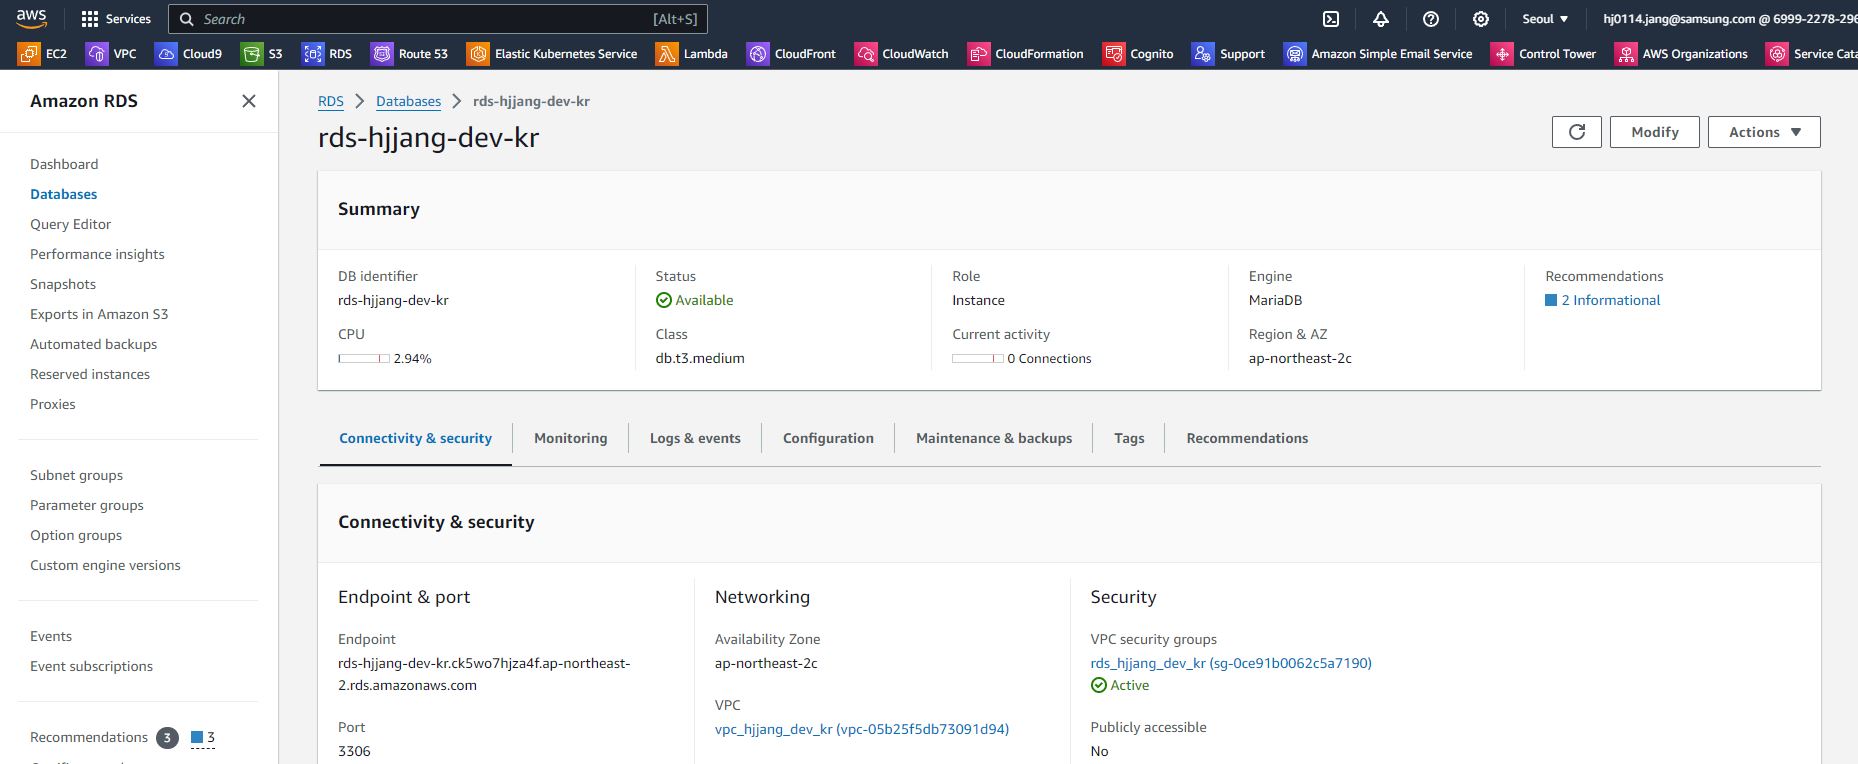 aws
Services
Search
[Alt+S]
Seoul
hj0114.jang@samsung.com @ 6999-2278-296
EC2
VPC
Cloud9
S3
RDS
Route 53
Elastic Kubernetes Service
Lambda
CloudFront
CloudWatch
CloudFormation
Cognito
Support
Amazon Simple Email Service
Control Tower
AWS Organizations
Service Cata
Amazon RDS
Dashboard
Databases
Query Editor
Performance insights
Snapshots
Exports in Amazon S3
Automated backups
Reserved instances
Proxies
Subnet groups
Parameter groups
Option groups
Custom engine versions
Events
Event subscriptions
Recommendations 3 3
RDS
Databases
rds-hjjang-dev-kr
rds-hjjang-dev-kr
Modify
Actions
Summary
DB identifier
rds-hjjang-dev-kr
CPU
2.94%
Status
Available
Class
db.t3.medium
Role
Instance
Current activity
0 Connections
Engine
MariaDB
Region & AZ
ap-northeast-2c
Recommendations
2 Informational
Connectivity & security
Monitoring
Logs & events
Configuration
Maintenance & backups
Tags
Recommendations
Connectivity & security
Endpoint & port
Endpoint
rds-hjjang-dev-kr.ck5wo7hjza4f.ap-northeast-
2.rds.amazonaws.com
Port
3306
Networking
Availability Zone
ap-northeast-2c
VPC
vpc_hjjang_dev_kr (vpc-05b25f5db73091d94)
Security
VPC security groups
rds_hjjang_dev_kr (sg-0ce91b0062c5a7190)
Active
Publicly accessible
No